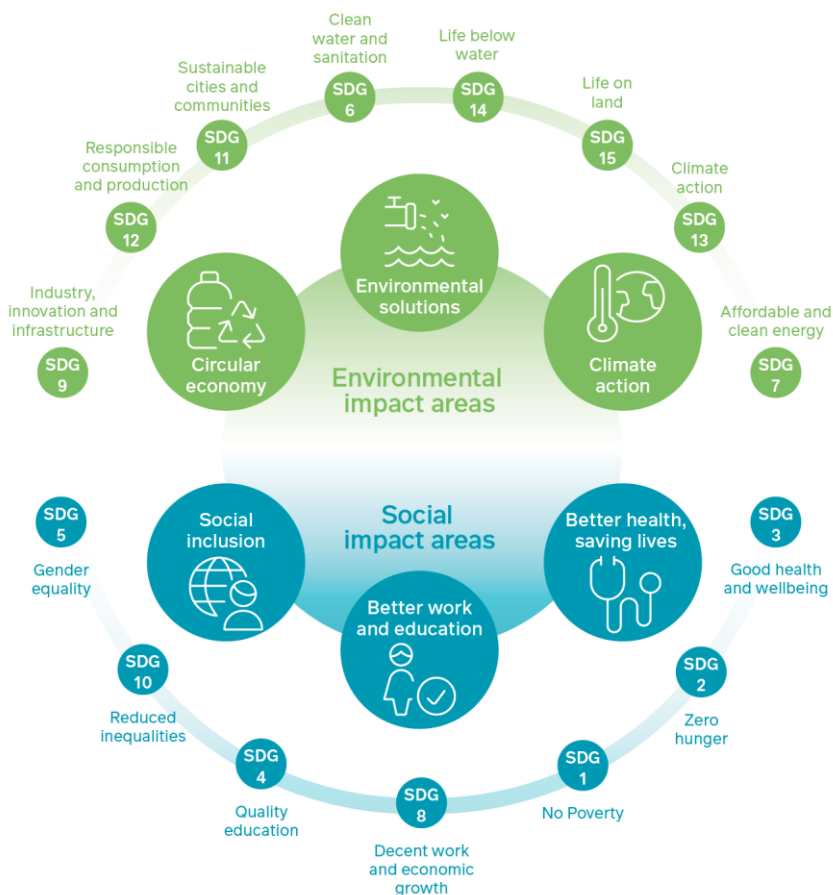 Clean
water and
sanitation
SDG
6
Life below
water
SDG
14
Sustainable
cities and
communities
SDG
11
Life on
land
SDG
15
Responsible
consumption
and production
SDG
12
Climate
action
SDG
13
Industry,
innovation and
infrastructure
SDG
9
Affordable and
clean energy
SDG
7
Environmental
solutions
Circular
economy
Climate
action
Environmental
impact areas
Social
impact areas
Social
inclusion
Better health,
saving lives
Better work
and education
SDG
5
Gender
equality
SDG
3
Good health
and wellbeing
SDG
10
Reduced
inequalities
SDG
2
Zero
hunger
SDG
4
Quality
education
SDG
1
No Poverty
SDG
8
Decent work
and economic
growth